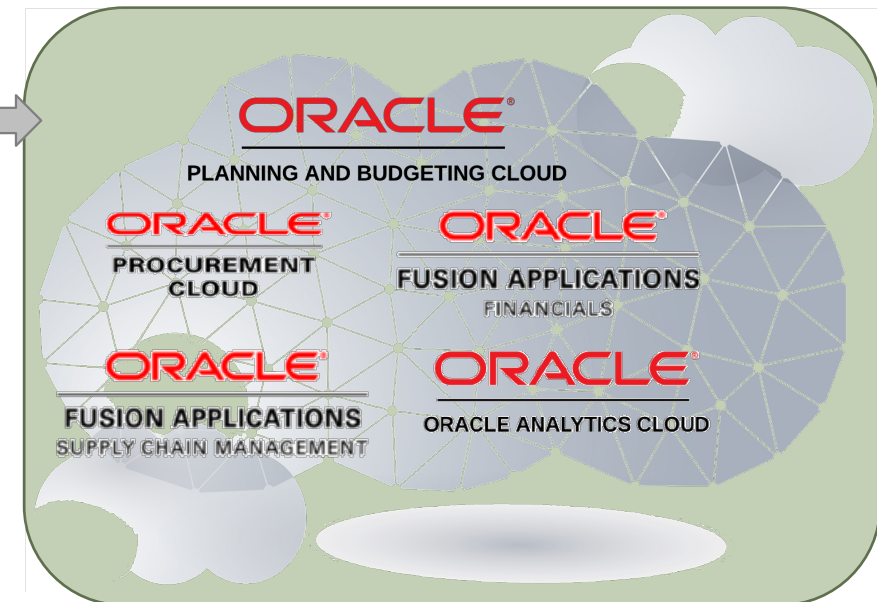 ORACLE®
PLANNING AND BUDGETING CLOUD
ORACLE®
PROCUREMENT
CLOUD
ORACLE®
FUSION APPLICATIONS
FINANCIALS
ORACLE®
FUSION APPLICATIONS
SUPPLY CHAIN MANAGEMENT
ORACLE®
ORACLE ANALYTICS CLOUD